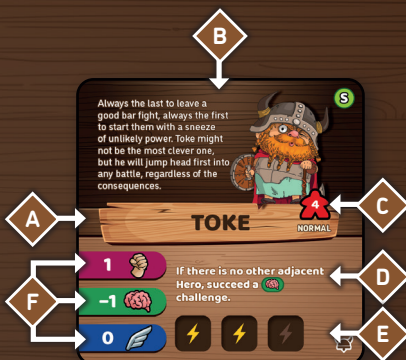 B
S
Always the last to leave a
good bar fight, always the first
to start them with a sneeze
of unlikely power. Toke might
not be the most clever one,
but he will jump head first into
any battle, regardless of the
consequences.
4
C
NORMAL
A
TOKE
1
If there is no other adjacent
Hero, succeed a
challenge.
D
F
-1
0
E